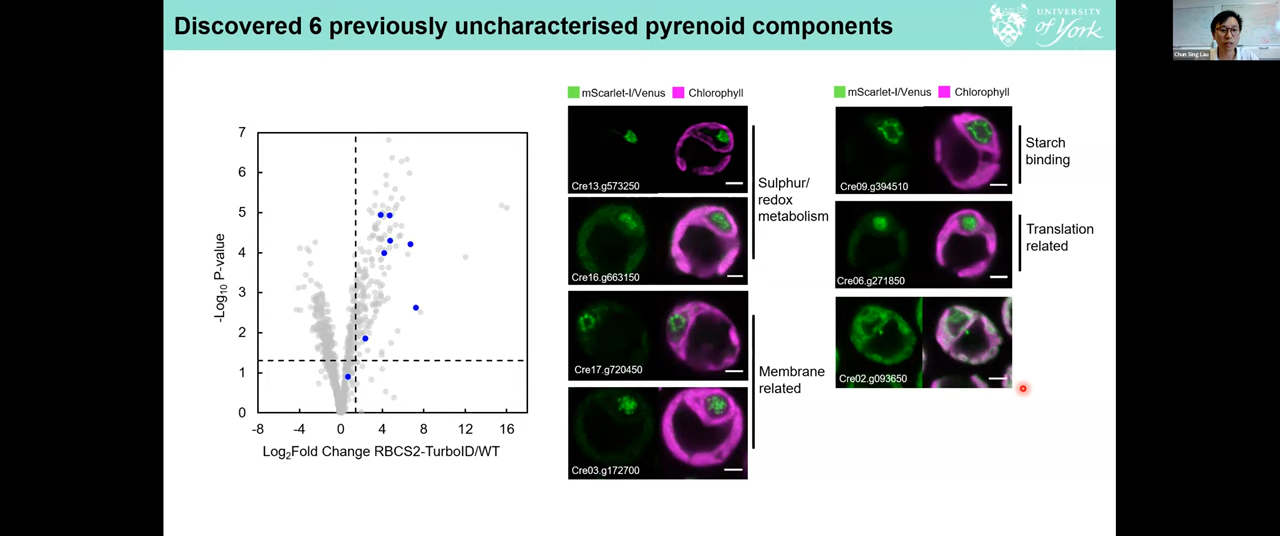 Discovered 6 previously uncharacterised pyrenoid components
UNIVERSITY
of York
Chun Sing Lau
7
6
5
4
3
2
1
0
-Log10 P-value
-8
-4
0
4
8
12
16
Log2Fold Change RBCS2-TurboID/WT
mScarlet-I/Venus
Chlorophyll
Cre13.g573250
Cre16.g663150
Sulphur/
redox
metabolism
Cre17.g720450
Cre03.g172700
Membrane
related
mScarlet-I/Venus
Chlorophyll
Cre09.g394510
Starch
binding
Cre06.g271850
Translation
related
Cre02.g093650